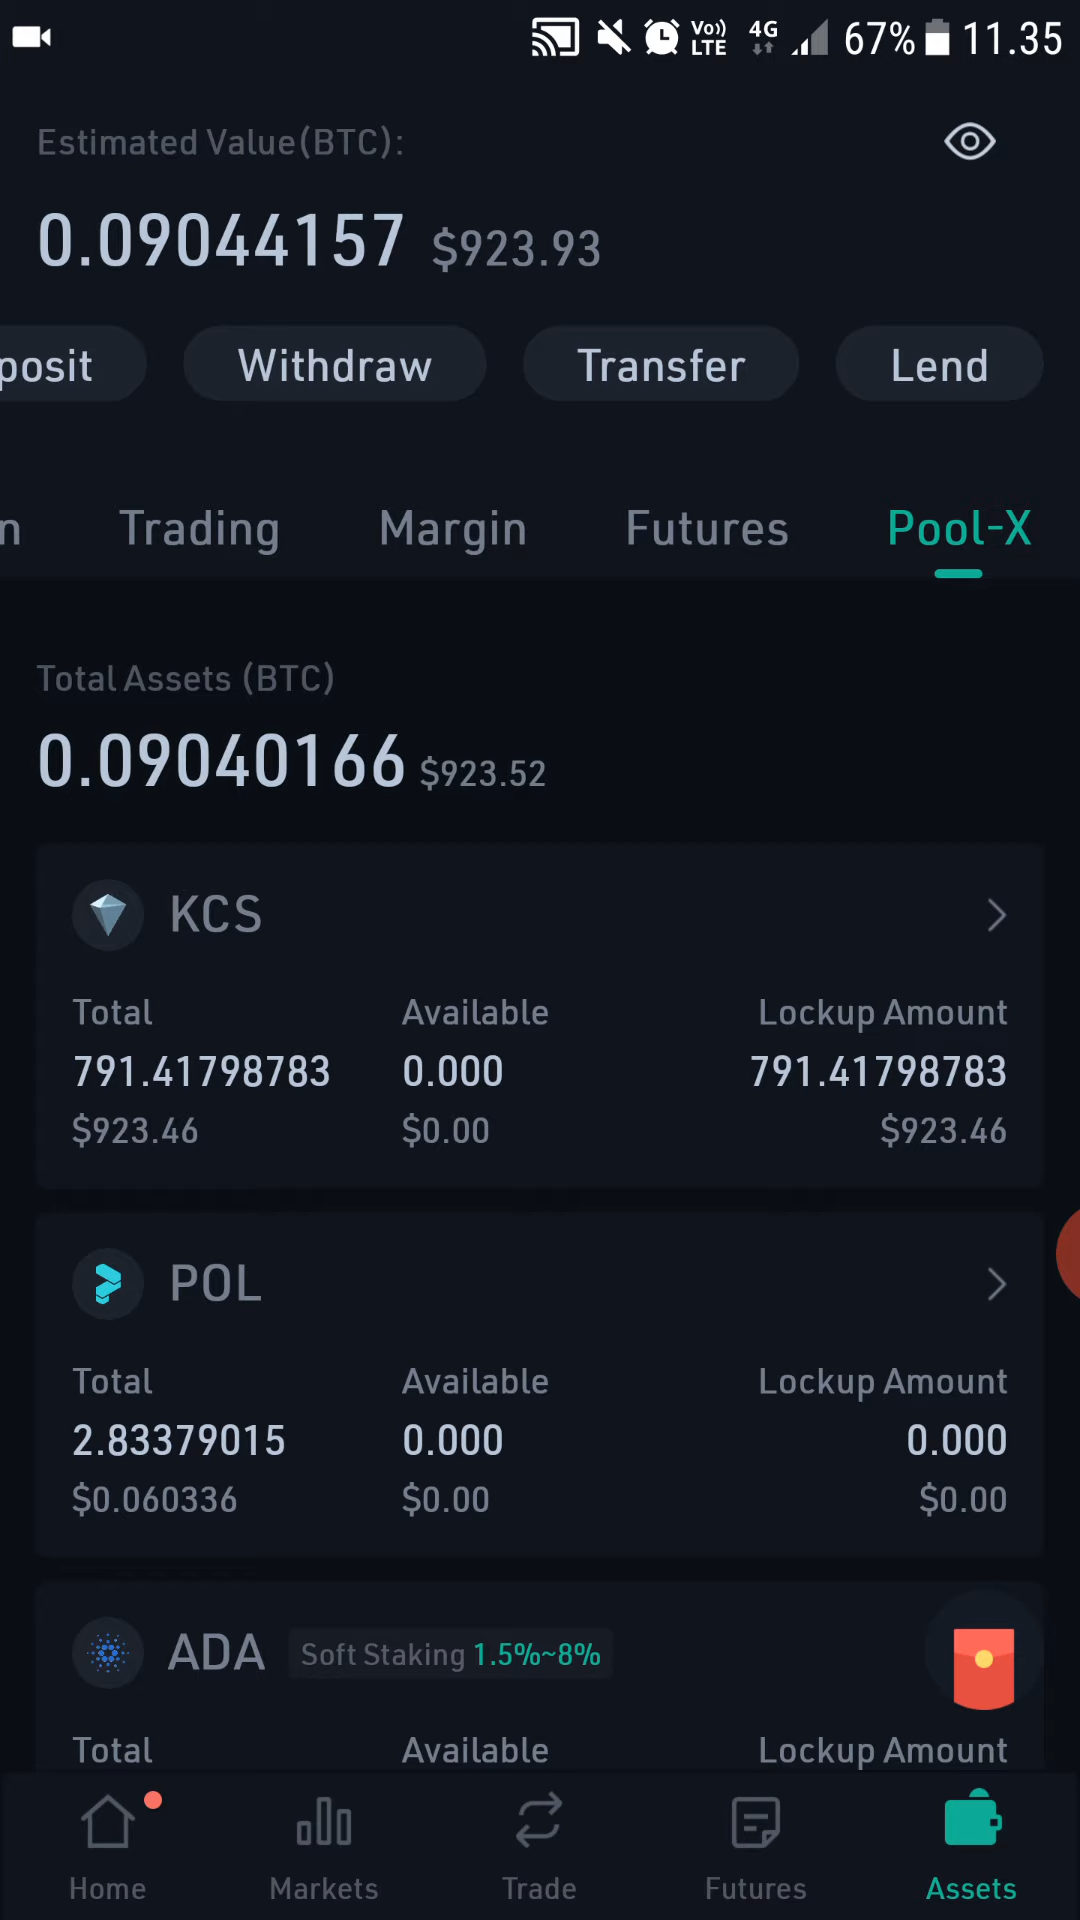 Vo)) LTE 4G 67% 11.35
Estimated Value(BTC):
0.09044157 $923.93
posit Withdraw Transfer Lend
n Trading Margin Futures Pool-X
Total Assets (BTC)
0.09040166 $923.52
KCS
Total Available Lockup Amount
791.41798783 0.000 791.41798783
$923.46 $0.00 $923.46
POL
Total Available Lockup Amount
2.83379015 0.000 0.000
$0.060336 $0.00 $0.00
ADA Soft Staking 1.5%~8%
Total Available Lockup Amount
Home Markets Trade Futures Assets